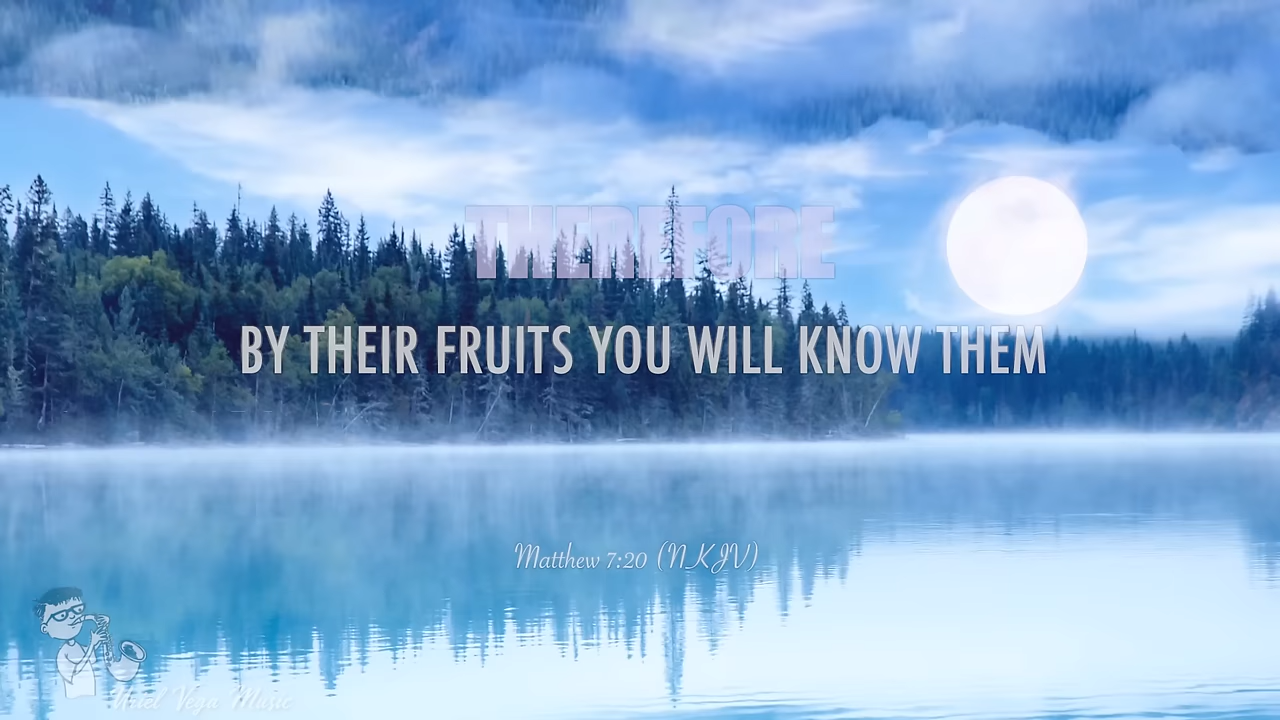 THEREFORE
BY THEIR FRUITS YOU WILL KNOW THEM
Matthew 7:20 (NKJV)
Uriel Vega Music